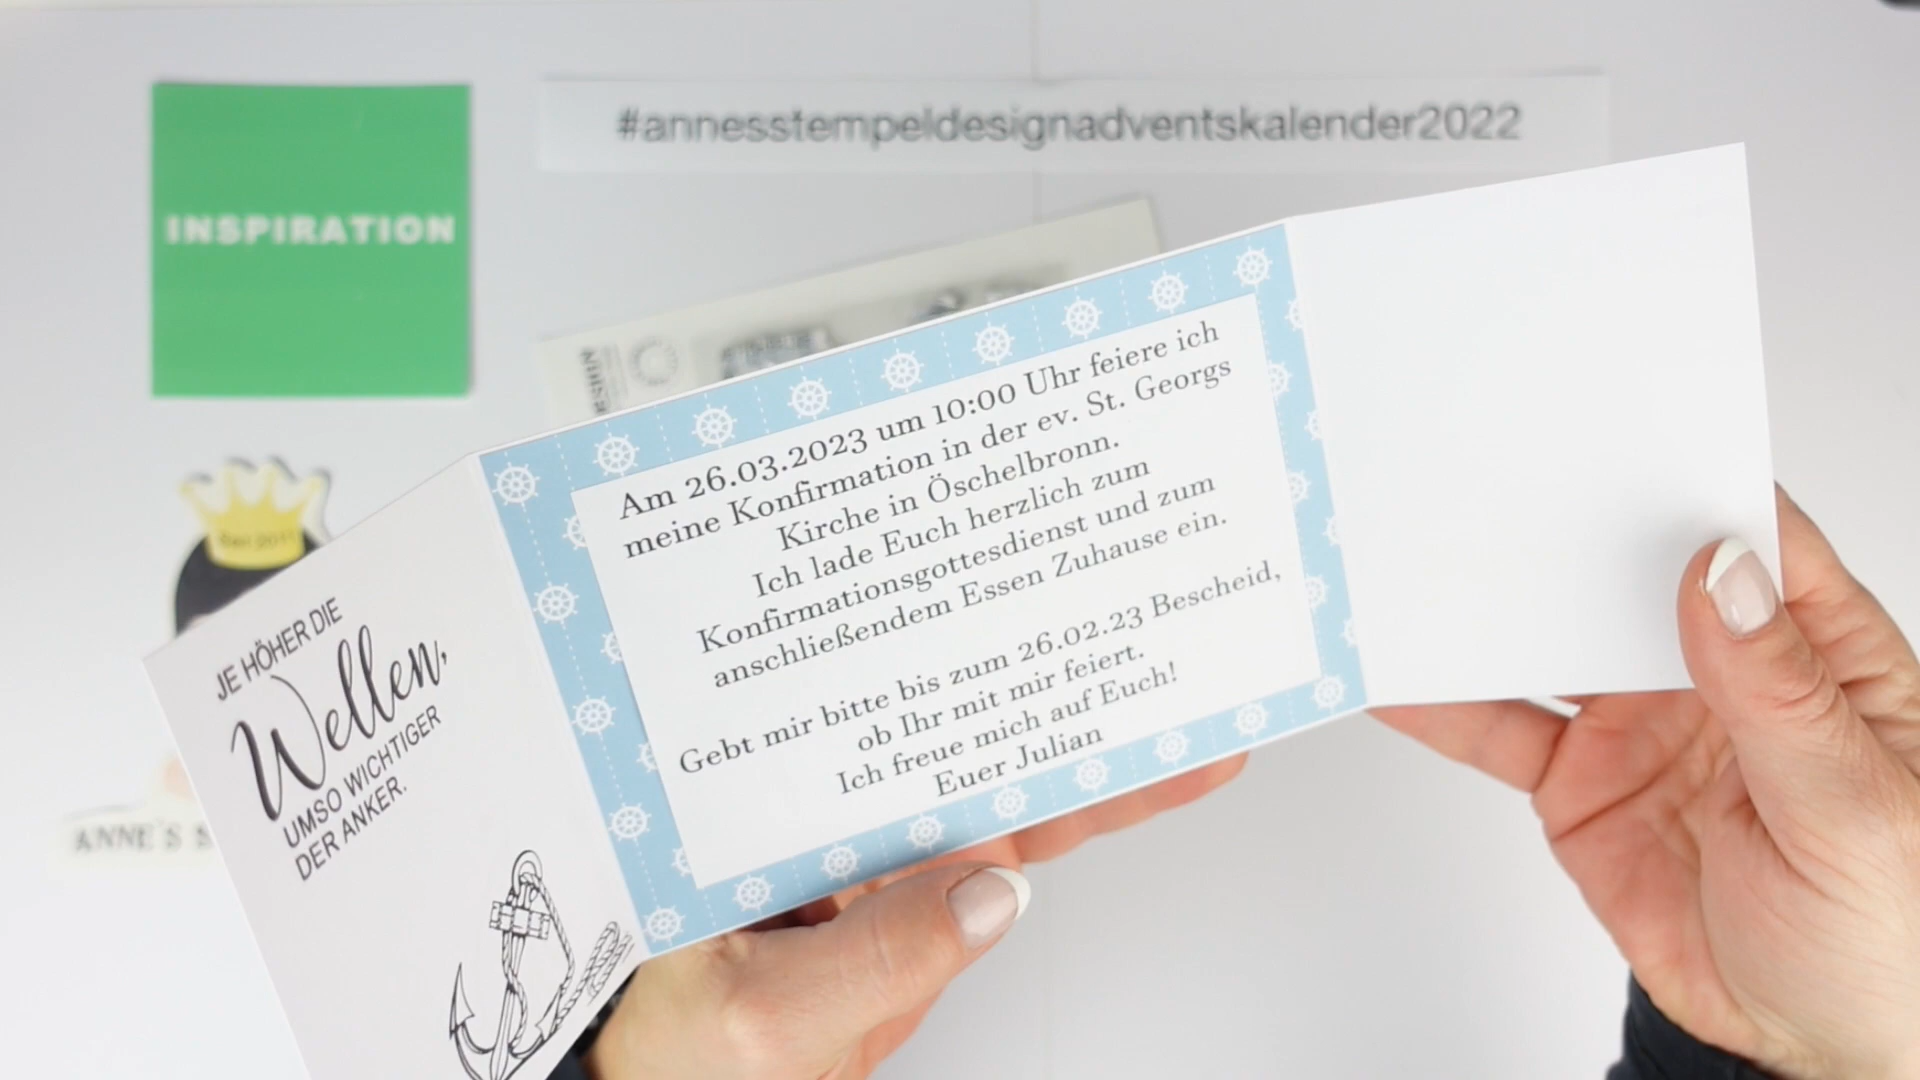 INSPIRATION
#annesstempeldesignadventskalender2022
Seit 2011
ANNE'S
JE HÖHER DIE
Wellen,
UMSO WICHTIGER
DER ANKER.
Am 26.03.2023 um 10:00 Uhr feiere ich
meine Konfirmation in der ev. St. Georgs
Kirche in Öschelbronn.
Ich lade Euch herzlich zum
Konfirmationsgottesdienst und zum
anschließendem Essen Zuhause ein.
Gebt mir bitte bis zum 26.02.23 Bescheid,
ob Ihr mit mir feiert.
Ich freue mich auf Euch!
Euer Julian